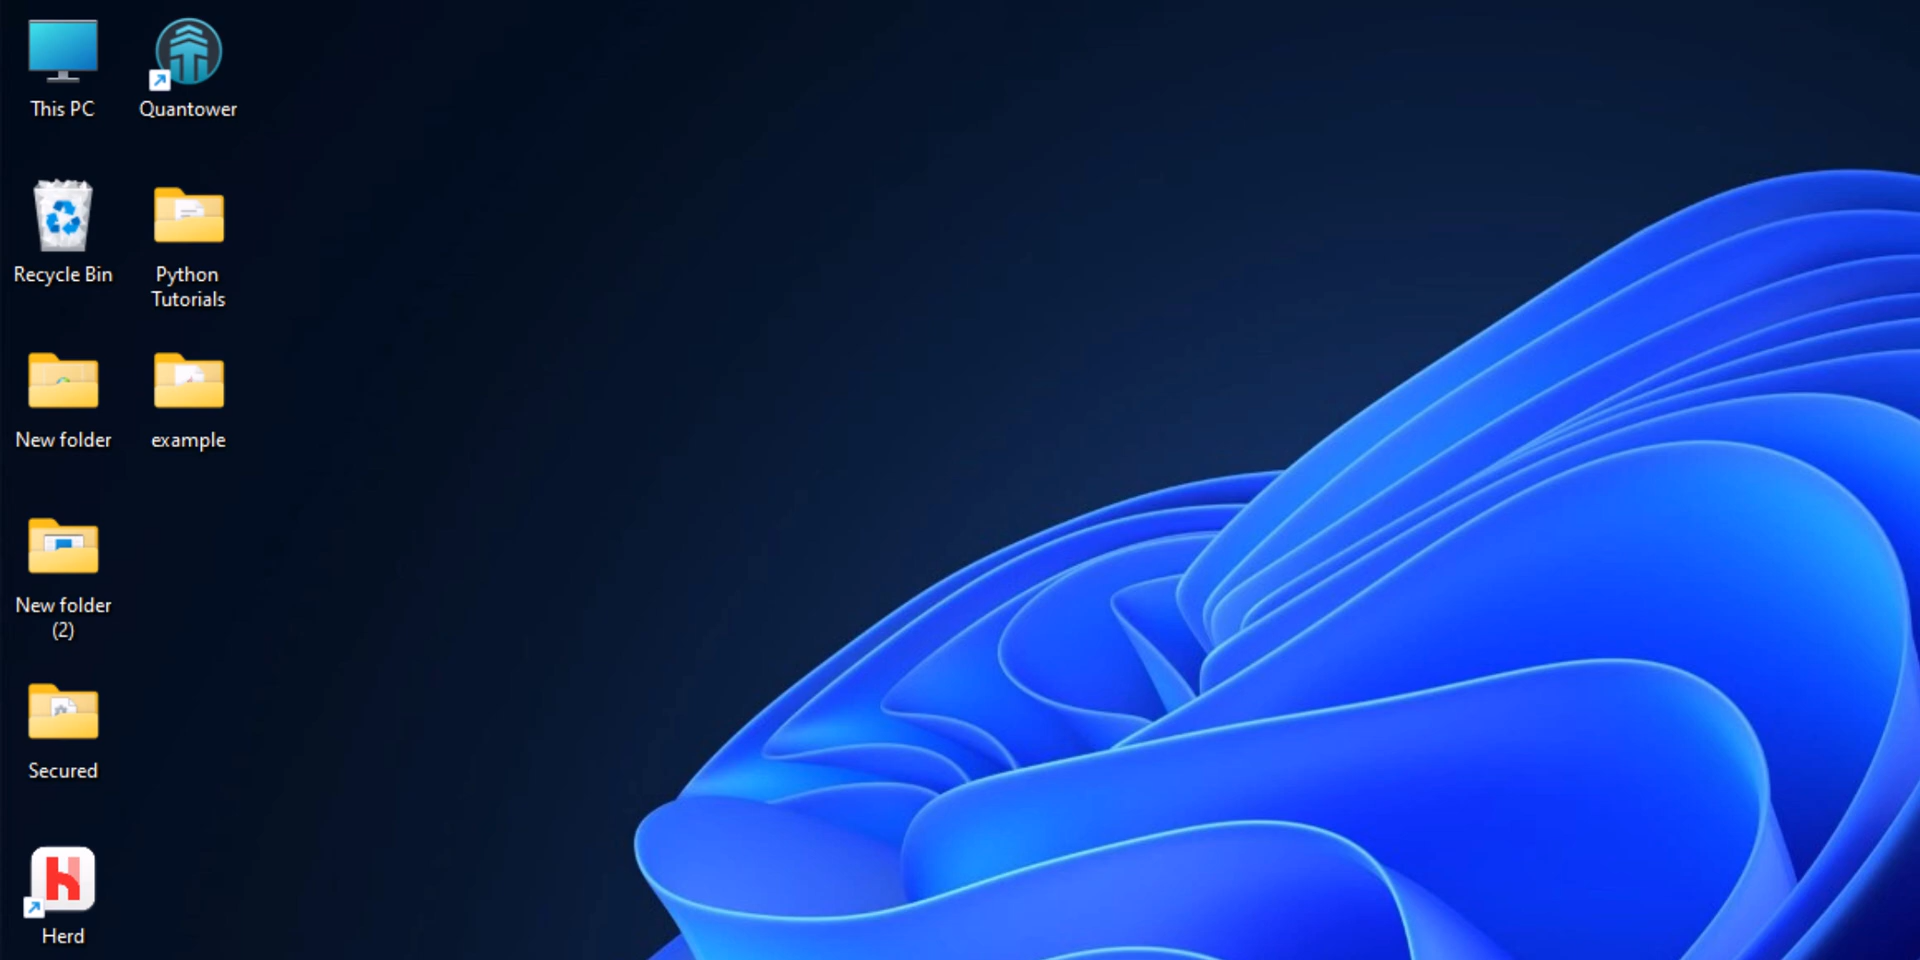 This PC
Quantower
Recycle Bin
Python
Tutorials
New folder
example
New folder
(2)
Secured
Herd